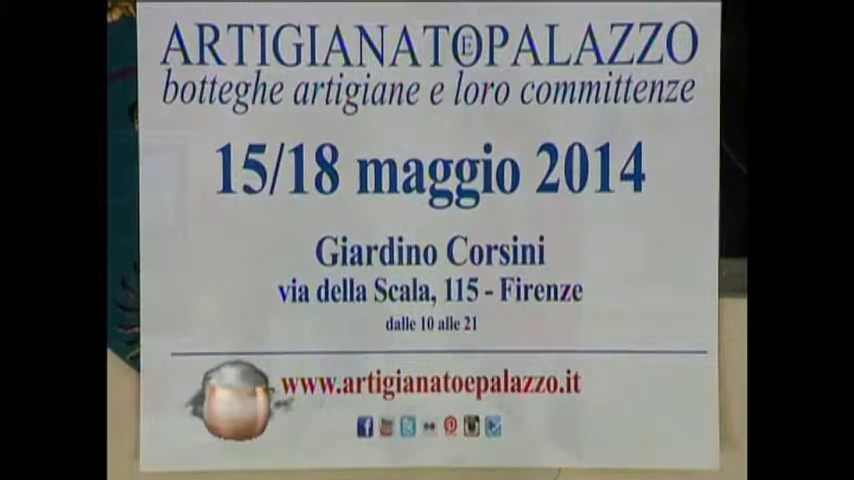 ARTIGIANATOEPALAZZO
botteghe artigiane e loro committenze
15/18 maggio 2014
Giardino Corsini
via della Scala, 115 - Firenze
dalle 10 alle 21
www.artigianatoepalazzo.it